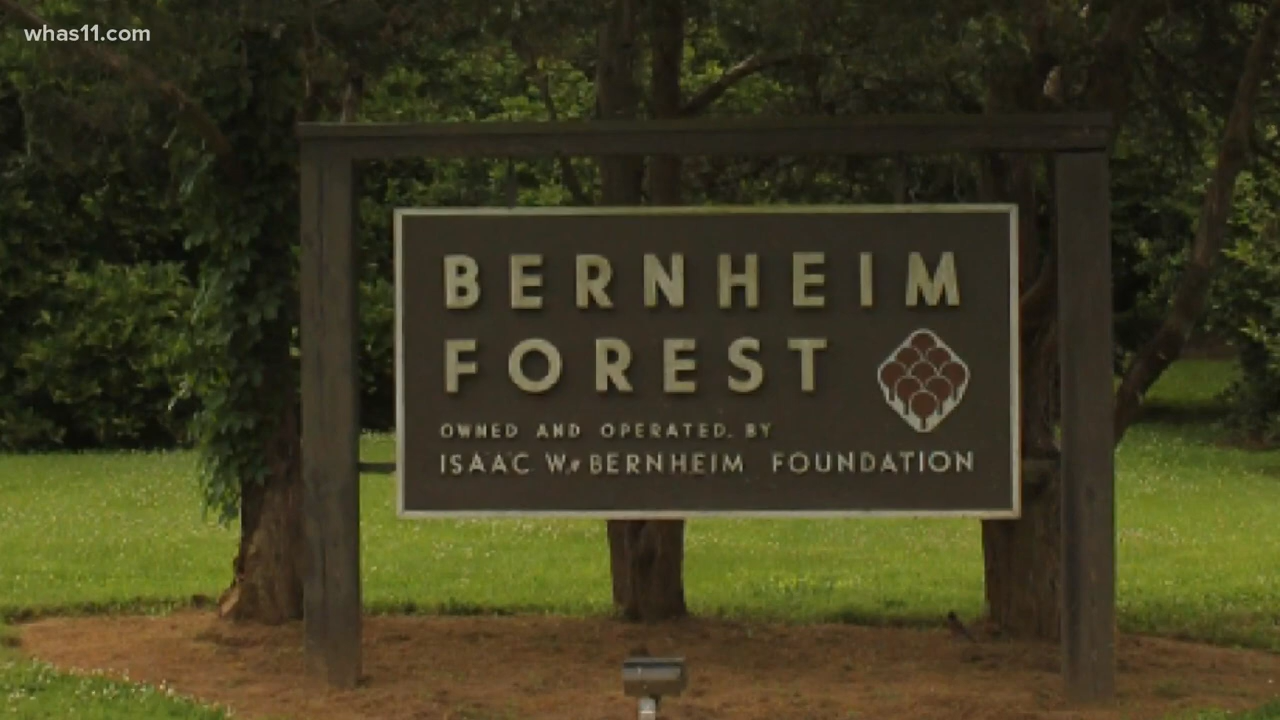 whas11.com
BERNHEIM
FOREST
OWNED AND OPERATED BY
ISAAC W. BERNHEIM FOUNDATION